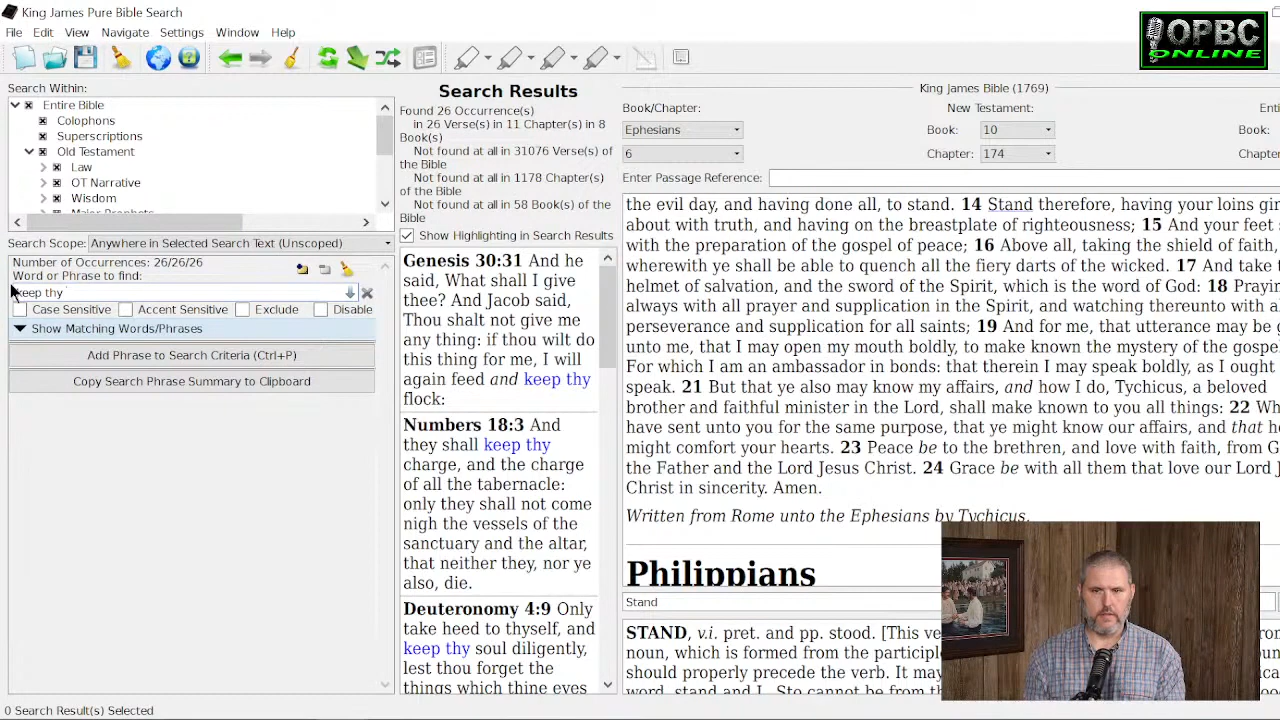 King James Pure Bible Search
OPBC
ONLINE
File Edit View Navigate Settings Window Help
Search Within:
Entire Bible
Colophons
Superscriptions
Old Testament
Law
OT Narrative
Wisdom
Search Scope: Anywhere in Selected Search Text (Unscoped)
Number of Occurrences: 26/26/26
Word or Phrase to find:
keep thy
Case Sensitive Accent Sensitive Exclude Disable
Show Matching Words/Phrases
Add Phrase to Search Criteria (Ctrl+P)
Copy Search Phrase Summary to Clipboard
Search Results
Found 26 Occurrence(s)
in 26 Verse(s) in 11 Chapter(s) in 8
Book(s)
Not found at all in 31076 Verse(s) of
the Bible
Not found at all in 1178 Chapter(s)
of the Bible
Not found at all in 58 Book(s) of the
Bible
Show Highlighting in Search Results
Genesis 30:31 And he
said, What shall I give
thee? And Jacob said,
Thou shalt not give me
any thing: if thou wilt do
this thing for me, I will
again feed and keep thy
flock:
Numbers 18:3 And
they shall keep thy
charge, and the charge
of all the tabernacle:
only they shall not come
nigh the vessels of the
sanctuary and the altar,
that neither they, nor ye
also, die.
Deuteronomy 4:9 Only
take heed to thyself, and
keep thy soul diligently,
lest thou forget the
things which thine eyes
King James Bible (1769)
Book/Chapter: New Testament:
Ephesians Book: 10 Book:
6 Chapter: 174
Enter Passage Reference:
the evil day, and having done all, to stand. 14 Stand therefore, having your loins
about with truth, and having on the breastplate of righteousness; 15 And your feet
with the preparation of the gospel of peace; 16 Above all, taking the shield of faith,
wherewith ye shall be able to quench all the fiery darts of the wicked. 17 And take
helmet of salvation, and the sword of the Spirit, which is the word of God: 18
always with all prayer and supplication in the Spirit, and watching thereunto with
perseverance and supplication for all saints; 19 And for me, that utterance may be
unto me, that I may open my mouth boldly, to make known the mystery of the
For which I am an ambassador in bonds: that therein I may speak boldly, as I ought
speak. 21 But that ye also may know my affairs, and how I do, Tychicus, a beloved
brother and faithful minister in the Lord, shall make known to you all things: 22
have sent unto you for the same purpose, that ye might know our affairs, and that
might comfort your hearts. 23 Peace be to the brethren, and love with faith, from
the Father and the Lord Jesus Christ. 24 Grace be with all them that love our Lord
Christ in sincerity. Amen.
Written from Rome unto the Ephesians by Tychicus.
Philippians
Stand
STAND, v.i. pret. and pp. stood. [This
noun, which is formed from the
should properly precede the verb. It may
0 Search Result(s) Selected